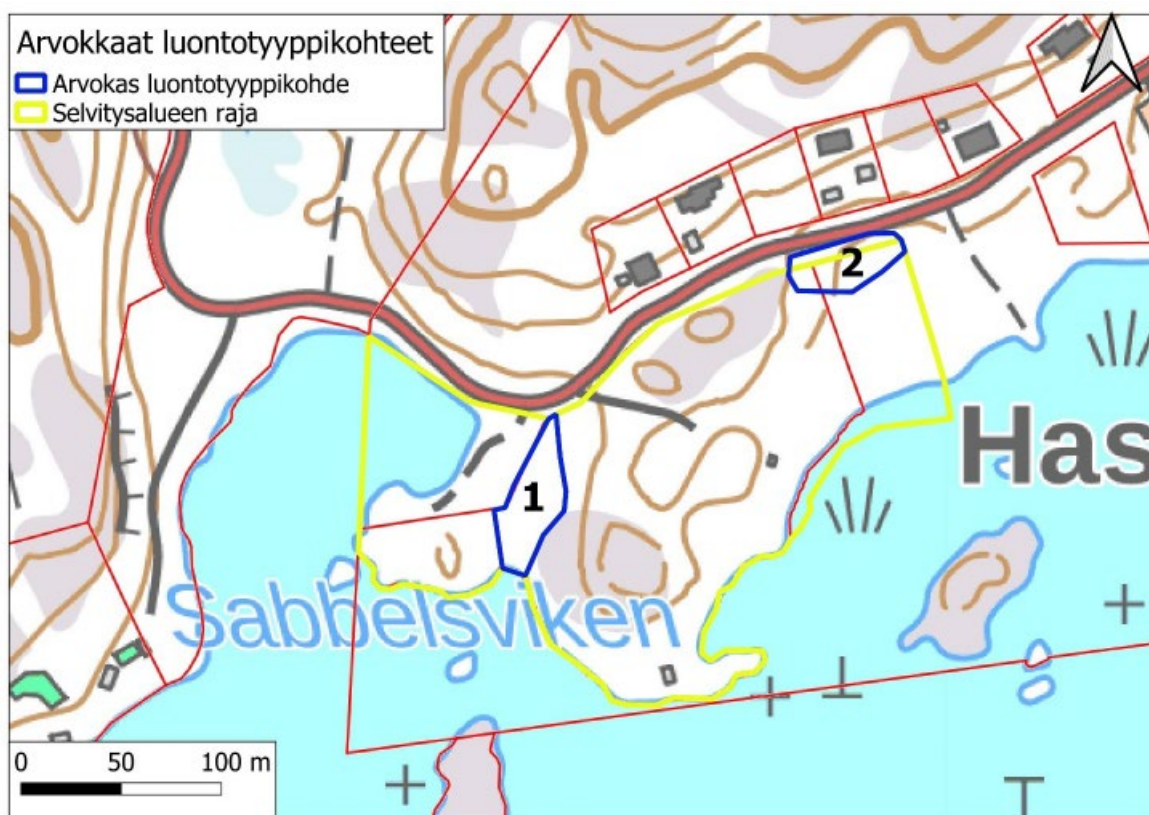 Arvokkaat luontotyyppikohteet
Arvokas luontotyyppikohde
Selvitysalueen raja
2
1
Has
Sabbelsviken
0 50 100 m